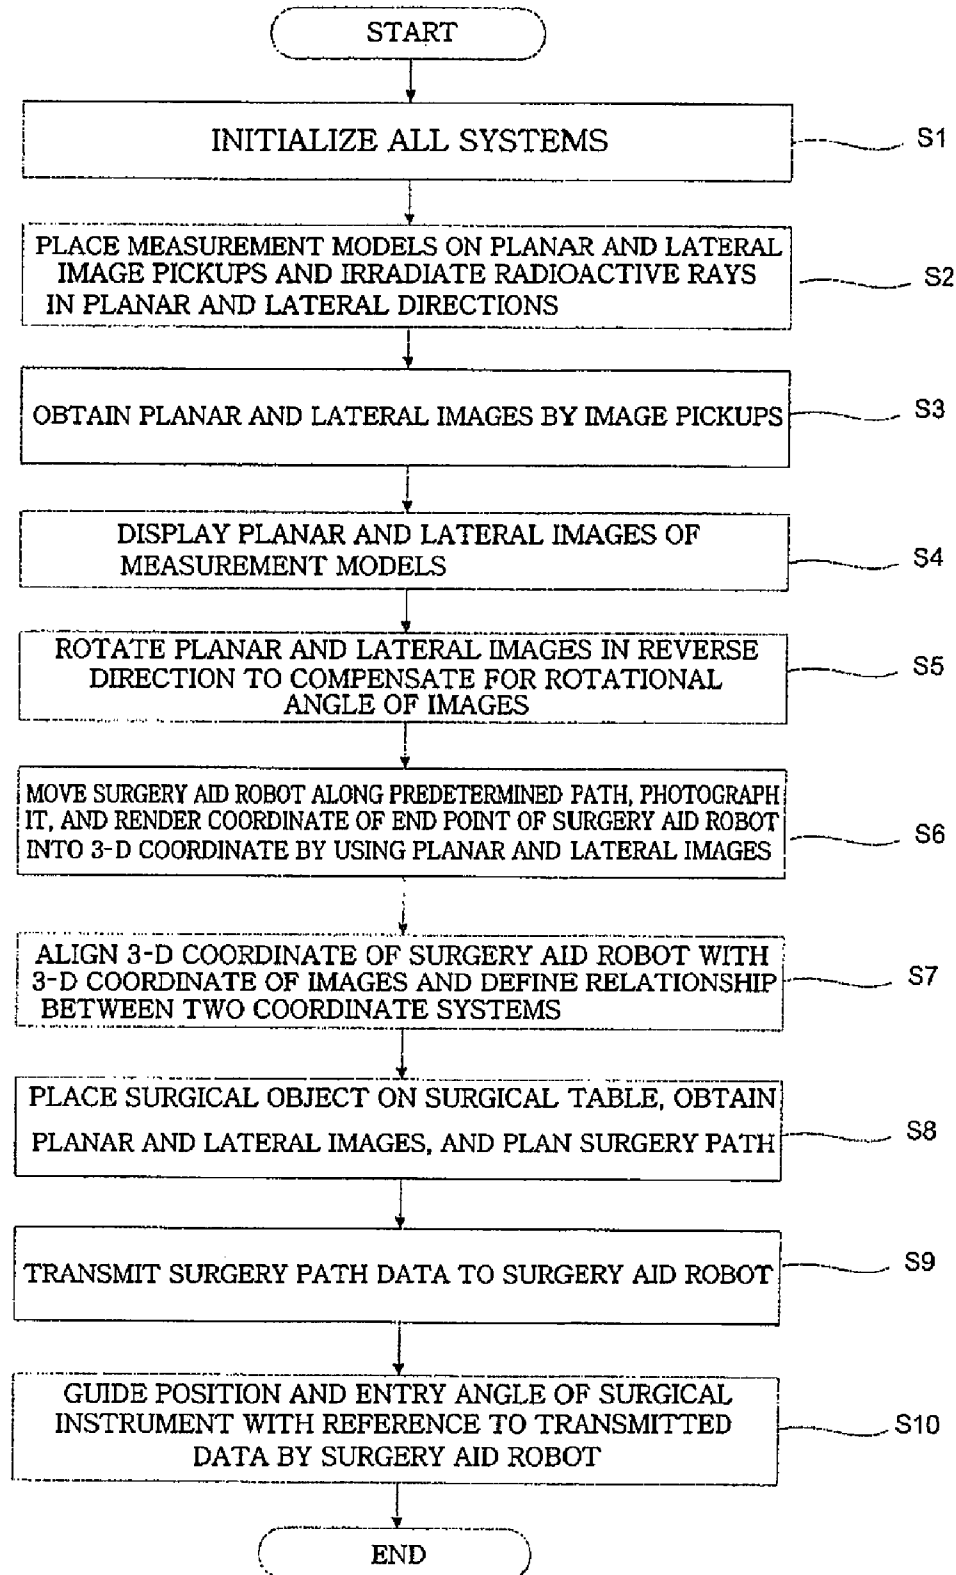 START
INITIALIZE ALL SYSTEMS
S1
PLACE MEASUREMENT MODELS ON PLANAR AND LATERAL
IMAGE PICKUPS AND IRRADIATE RADIOACTIVE RAYS
IN PLANAR AND LATERAL DIRECTIONS
S2
OBTAIN PLANAR AND LATERAL IMAGES BY IMAGE PICKUPS
S3
DISPLAY PLANAR AND LATERAL IMAGES OF
MEASUREMENT MODELS
S4
ROTATE PLANAR AND LATERAL IMAGES IN REVERSE
DIRECTION TO COMPENSATE FOR ROTATIONAL
ANGLE OF IMAGES
S5
MOVE SURGERY AID ROBOT ALONG PREDETERMINED PATH, PHOTOGRAPH
IT, AND RENDER COORDINATE OF END POINT OF SURGERY AID ROBOT
INTO 3-D COORDINATE BY USING PLANAR AND LATERAL IMAGES
S6
ALIGN 3-D COORDINATE OF SURGERY AID ROBOT WITH
3-D COORDINATE OF IMAGES AND DEFINE RELATIONSHIP
BETWEEN TWO COORDINATE SYSTEMS
S7
PLACE SURGICAL OBJECT ON SURGICAL TABLE, OBTAIN
PLANAR AND LATERAL IMAGES, AND PLAN SURGERY PATH
S8
TRANSMIT SURGERY PATH DATA TO SURGERY AID ROBOT
S9
GUIDE POSITION AND ENTRY ANGLE OF SURGICAL
INSTRUMENT WITH REFERENCE TO TRANSMITTED
DATA BY SURGERY AID ROBOT
S10
END